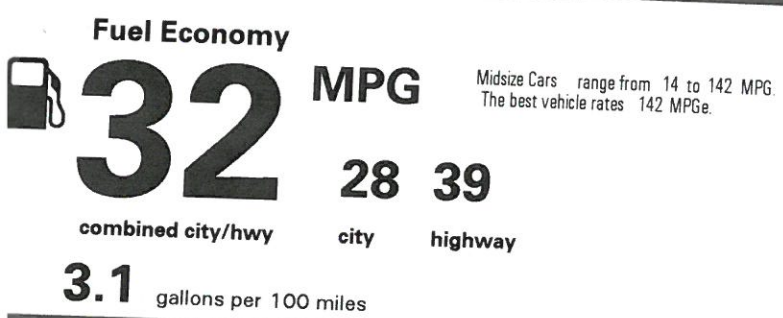 Fuel Economy
32 MPG
Midsize Cars range from 14 to 142 MPG.
The best vehicle rates 142 MPGe.
28 39
combined city/hwy city highway
3.1 gallons per 100 miles